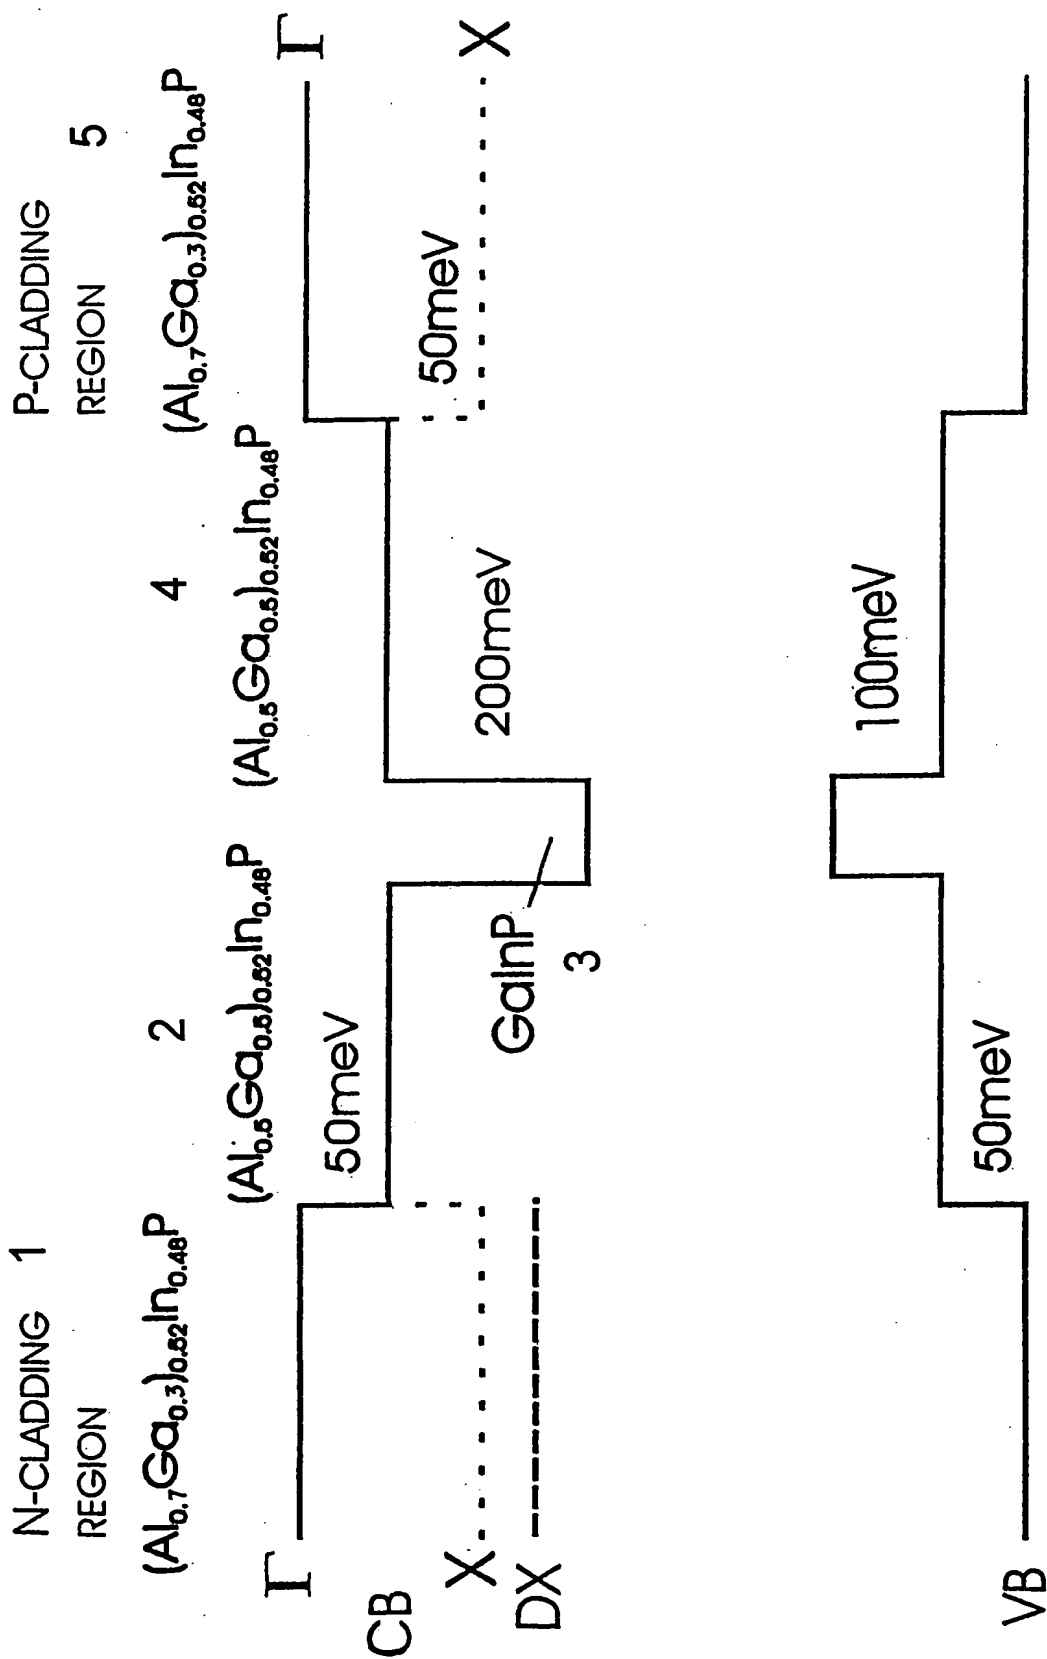 N-CLADDING 1
REGION
(Al0.7Ga0.3)0.52In0.48P
2
(Al0.5Ga0.5)0.52In0.48P
4
(Al0.5Ga0.5)0.52In0.48P
P-CLADDING
REGION 5
(Al0.7Ga0.3)0.52In0.48P
Γ
Γ
50meV
CB
X
50meV
X
DX
GaInP
3
200meV
100meV
50meV
VB